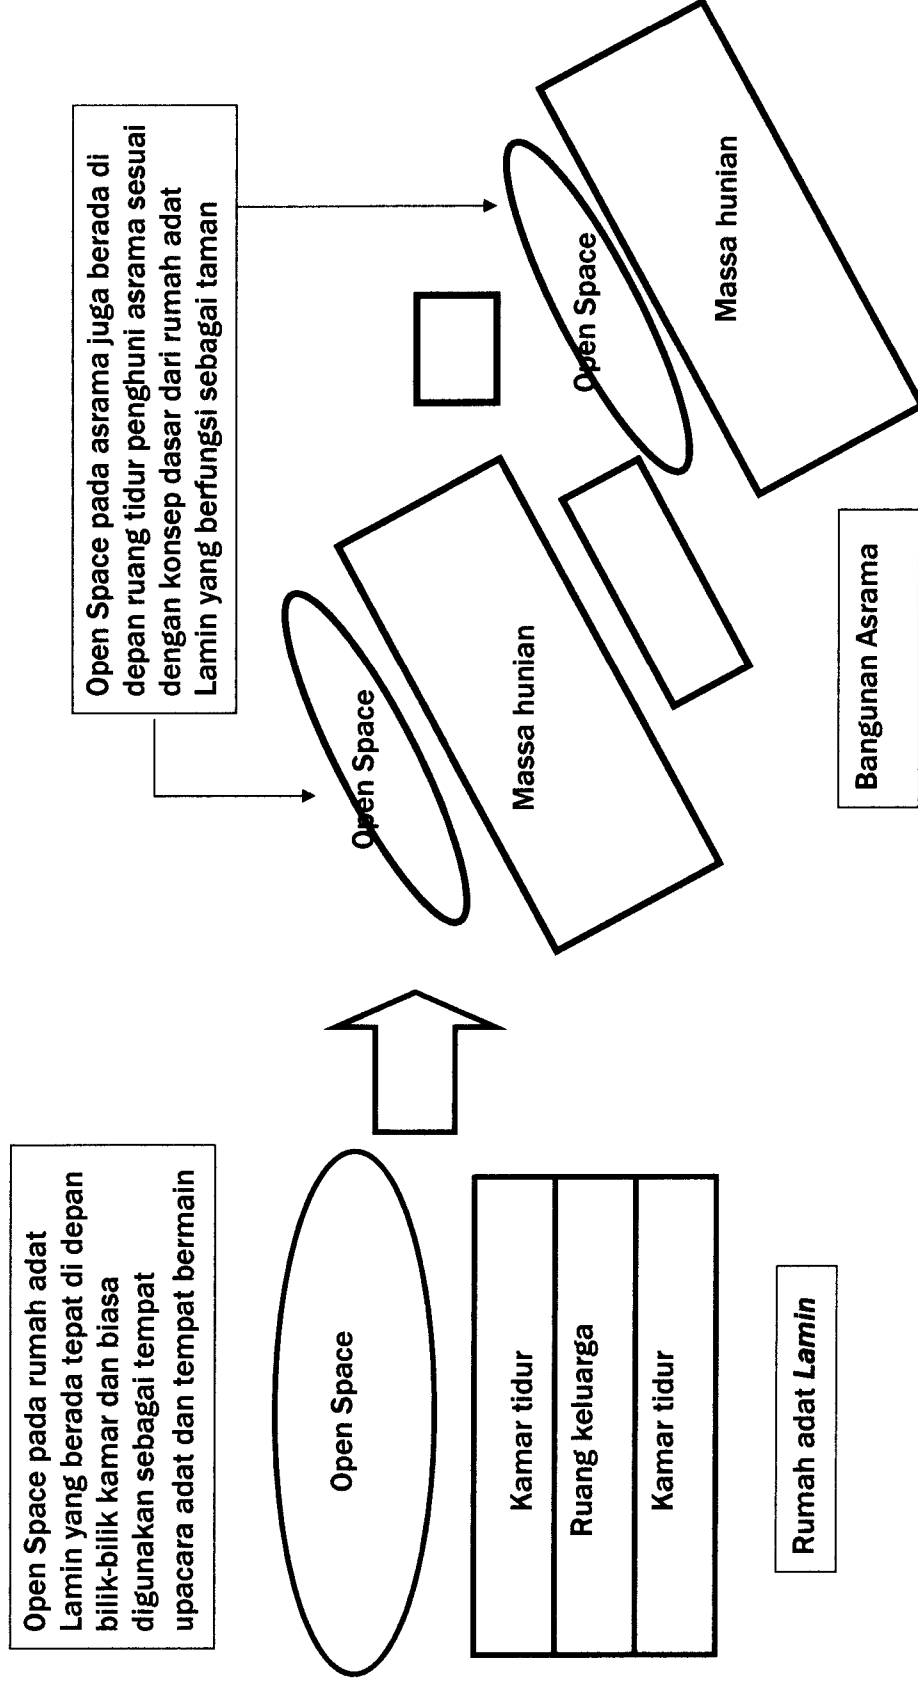 Open Space pada rumah adat
Lamin yang berada tepat di depan
bilik-bilik kamar dan biasa
digunakan sebagai tempat
upacara adat dan tempat bermain
Open Space
Kamar tidur
Ruang keluarga
Kamar tidur
Rumah adat Lamin
Open Space pada asrama juga berada di
depan ruang tidur penghuni asrama sesuai
dengan konsep dasar dari rumah adat
Lamin yang berfungsi sebagai taman
Open Space
Massa hunian
Open Space
Massa hunian
Bangunan Asrama